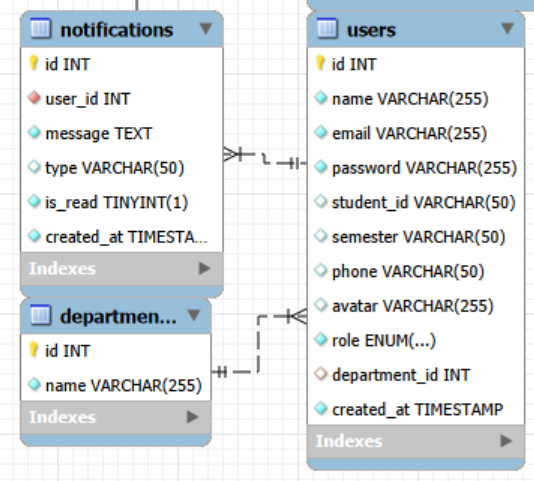 notifications
id INT
user_id INT
message TEXT
type VARCHAR(50)
is_read TINYINT(1)
created_at TIMESTA...
Indexes
departmen...
id INT
name VARCHAR(255)
Indexes
users
id INT
name VARCHAR(255)
email VARCHAR(255)
password VARCHAR(255)
student_id VARCHAR(50)
semester VARCHAR(50)
phone VARCHAR(50)
avatar VARCHAR(255)
role ENUM(...)
department_id INT
created_at TIMESTAMP
Indexes